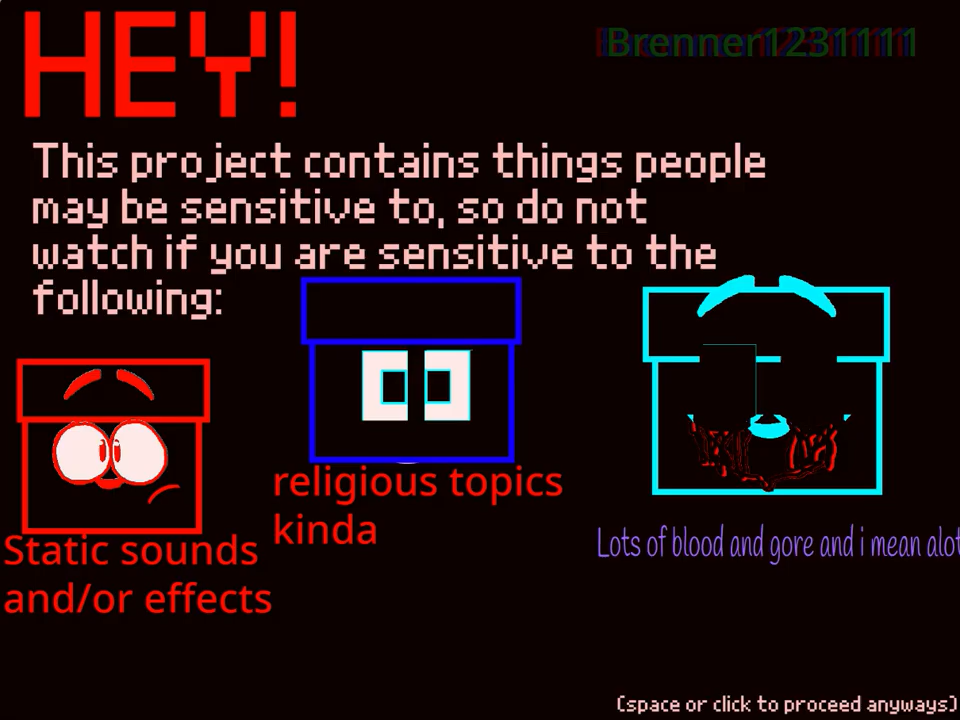 HEY!
Brenner1231111
This project contains things people
may be sensitive to, so do not
watch if you are sensitive to the
following:
religious topics
kinda
Static sounds
and/or effects
Lots of blood and gore and i mean alot
(space or click to proceed anyways)